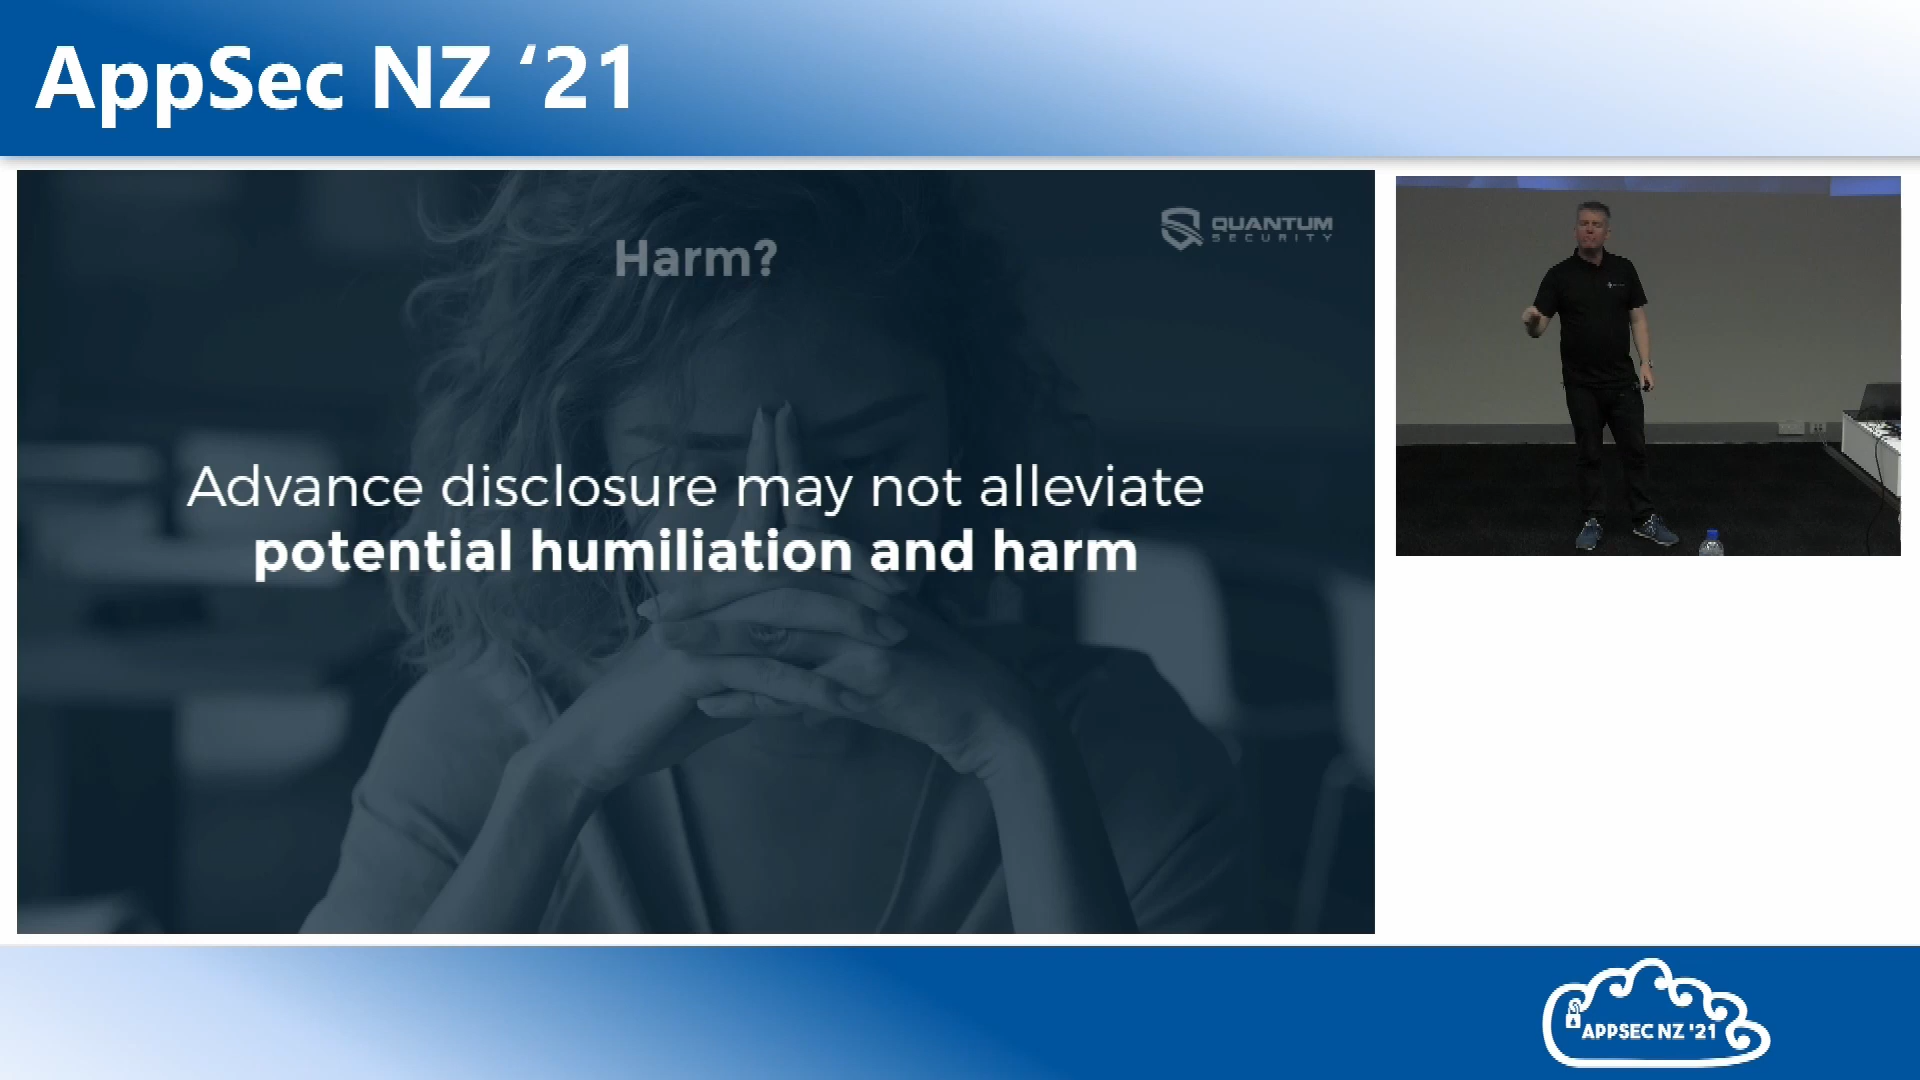 AppSec NZ ‘21
QUANTUM
SECURITY
Harm?
Advance disclosure may not alleviate
potential humiliation and harm
APPSEC NZ '21